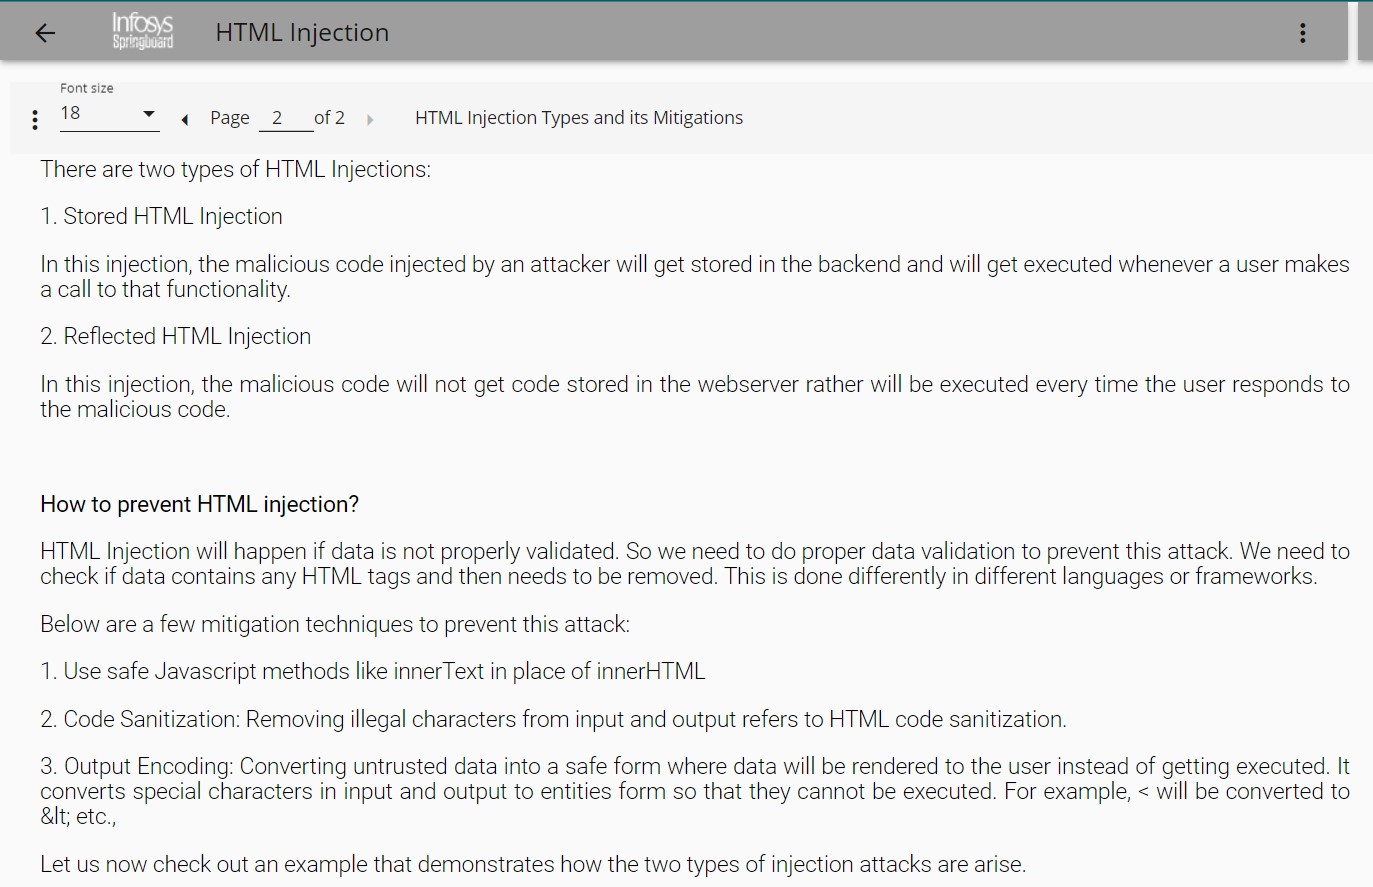 Infosys
Springboard
HTML Injection
Font size
18
Page 2 of 2
HTML Injection Types and its Mitigations
There are two types of HTML Injections:
1. Stored HTML Injection
In this injection, the malicious code injected by an attacker will get stored in the backend and will get executed whenever a user makes
a call to that functionality.
2. Reflected HTML Injection
In this injection, the malicious code will not get code stored in the webserver rather will be executed every time the user responds to
the malicious code.
How to prevent HTML injection?
HTML Injection will happen if data is not properly validated. So we need to do proper data validation to prevent this attack. We need to
check if data contains any HTML tags and then needs to be removed. This is done differently in different languages or frameworks.
Below are a few mitigation techniques to prevent this attack:
1. Use safe Javascript methods like innerText in place of innerHTML
2. Code Sanitization: Removing illegal characters from input and output refers to HTML code sanitization.
3. Output Encoding: Converting untrusted data into a safe form where data will be rendered to the user instead of getting executed. It
converts special characters in input and output to entities form so that they cannot be executed. For example, < will be converted to
&lt; etc.,
Let us now check out an example that demonstrates how the two types of injection attacks are arise.